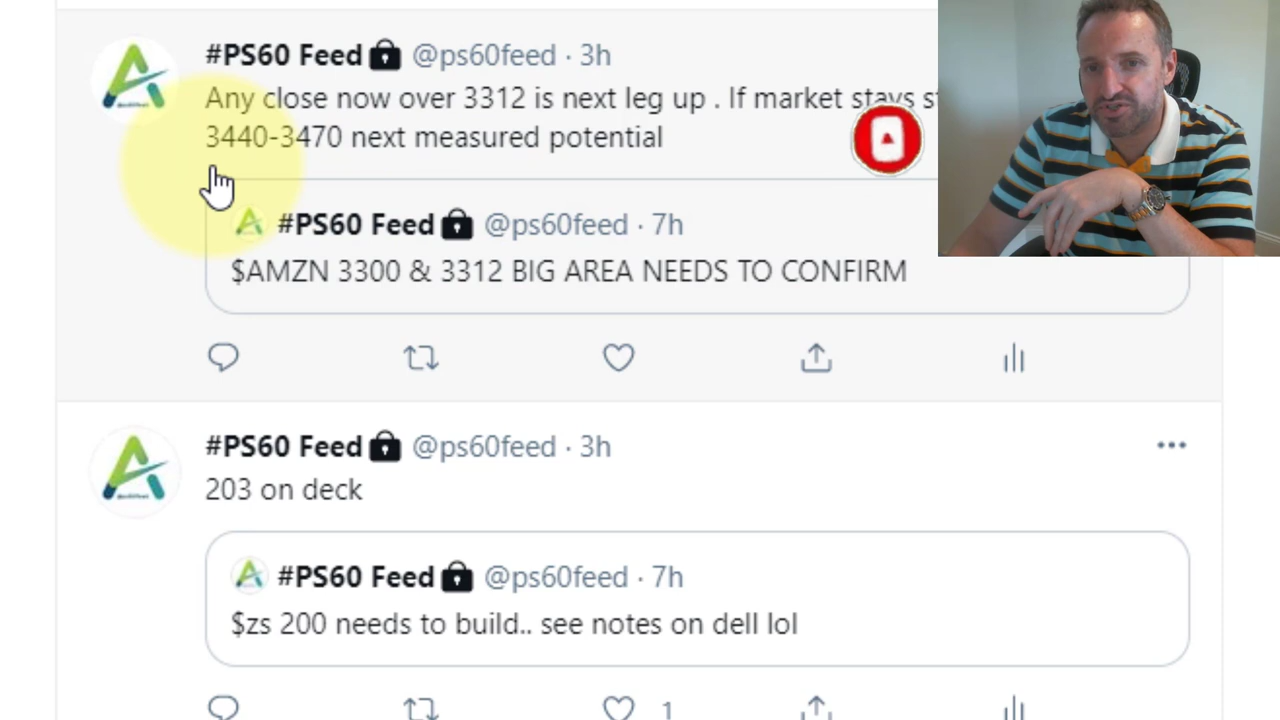 #PS60 Feed @ps60feed · 3h
Any close now over 3312 is next leg up . If market stays
3440-3470 next measured potential
#PS60 Feed @ps60feed · 7h
$AMZN 3300 & 3312 BIG AREA NEEDS TO CONFIRM
#PS60 Feed @ps60feed · 3h
203 on deck
#PS60 Feed @ps60feed · 7h
$zs 200 needs to build.. see notes on dell lol
1